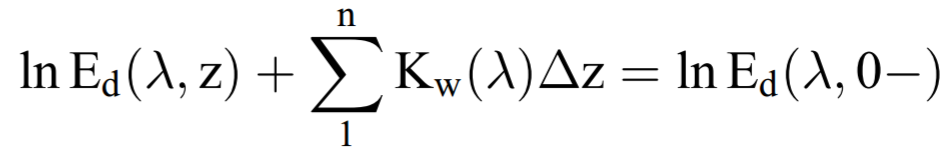 ln E_d(λ, z) + ∑_1^n K_w(λ)Δz = ln E_d(λ, 0−)